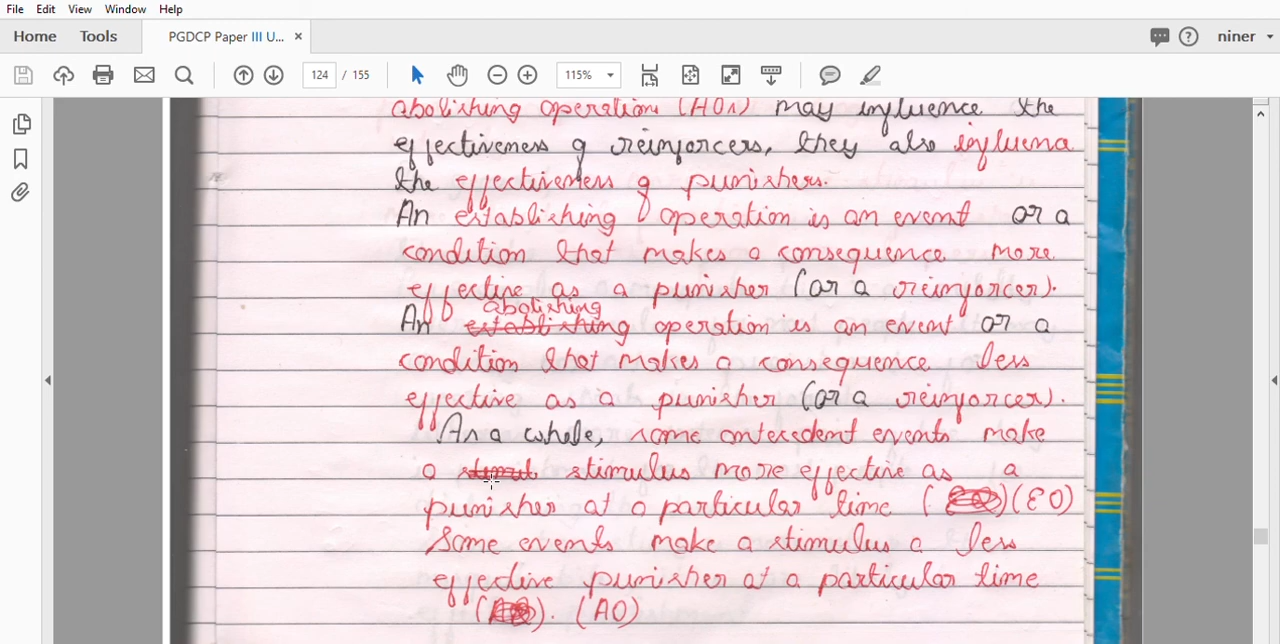 File Edit View Window Help
Home Tools PGDCP Paper III U... × niner
124 / 155 115%
abolishing operation (AOs) may influence the
effectiveness of reinforcers, they also influence
the effectiveness of punishers.
An establishing operation is an event or a
condition that makes a consequence more
effective as a punisher (or a reinforcer).
abolishing
An establishing operation is an event or a
condition that makes a consequence less
effective as a punisher (or a reinforcer).
As a whole, some antecedent events make
a stimul stimulus more effective as a
punisher at a particular time ( ) (EO)
Some events make a stimulus a less
effective punisher at a particular time
( ). (AO)